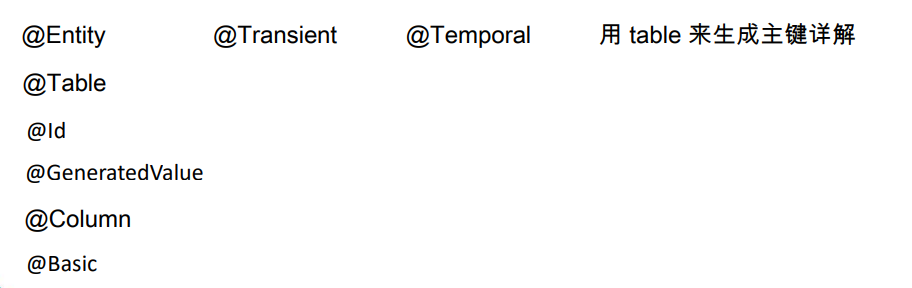 @Entity @Transient @Temporal 用 table 来生成主键详解
@Table
@Id
@GeneratedValue
@Column
@Basic